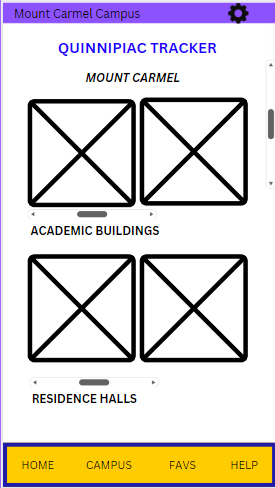 Mount Carmel Campus
QUINNIPIAC TRACKER
MOUNT CARMEL
ACADEMIC BUILDINGS
RESIDENCE HALLS
HOME CAMPUS FAVS HELP